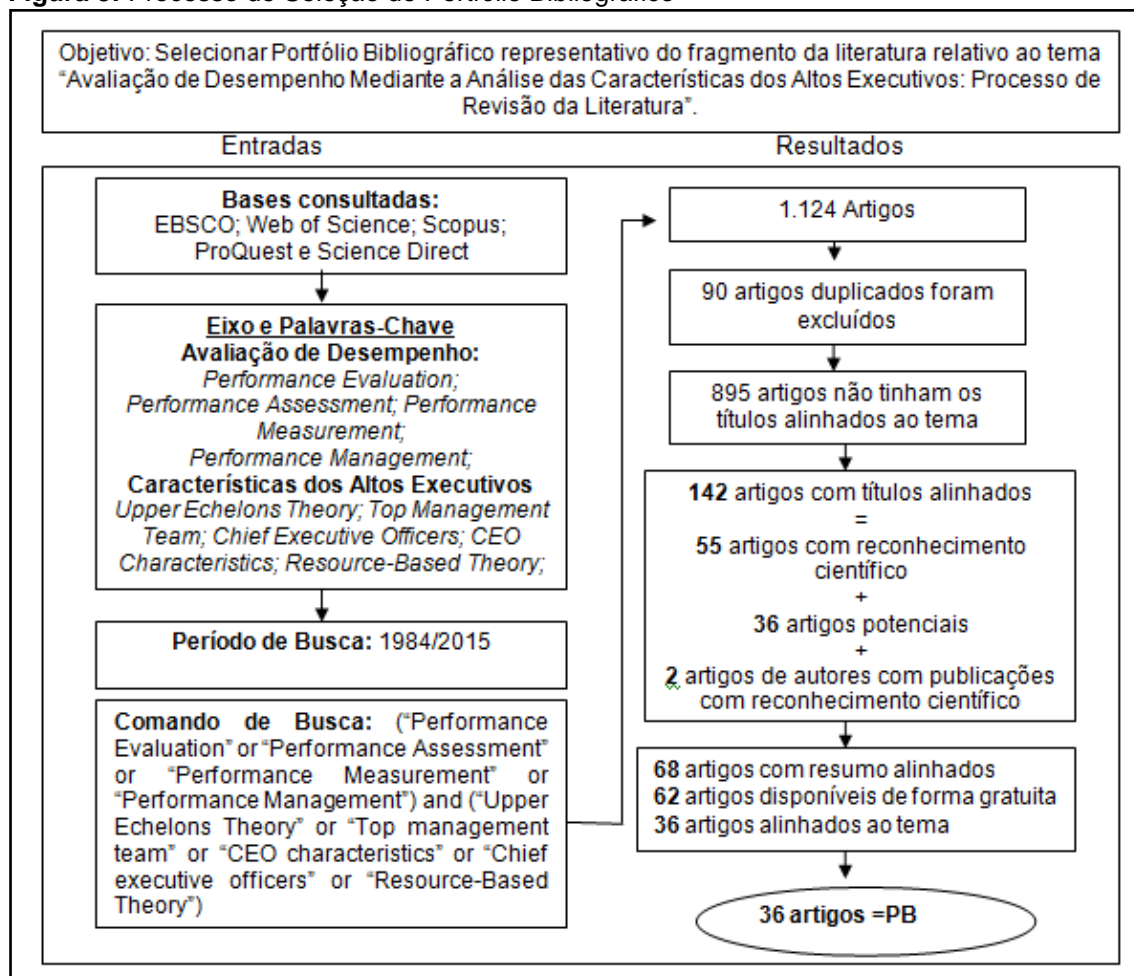 Figura 3. Processo de Seleção do Portfólio Bibliográfico
Objetivo: Selecionar Portfólio Bibliográfico representativo do fragmento da literatura relativo ao tema
“Avaliação de Desempenho Mediante a Análise das Características dos Altos Executivos: Processo de
Revisão da Literatura”.
Entradas
Bases consultadas:
EBSCO; Web of Science; Scopus;
ProQuest e Science Direct
Eixo e Palavras-Chave
Avaliação de Desempenho:
Performance Evaluation;
Performance Assessment; Performance
Measurement;
Performance Management;
Características dos Altos Executivos
Upper Echelons Theory; Top Management
Team; Chief Executive Officers; CEO
Characteristics; Resource-Based Theory;
Período de Busca: 1984/2015
Comando de Busca: (“Performance
Evaluation” or “Performance Assessment”
or “Performance Measurement” or
“Performance Management”) and (“Upper
Echelons Theory” or “Top management
team” or “CEO characteristics” or “Chief
executive officers” or “Resource-Based
Theory”)
Resultados
1.124 Artigos
90 artigos duplicados foram
excluídos
895 artigos não tinham os
títulos alinhados ao tema
142 artigos com títulos alinhados
=
55 artigos com reconhecimento
científico
+
36 artigos potenciais
+
2 artigos de autores com publicações
com reconhecimento científico
68 artigos com resumo alinhados
62 artigos disponíveis de forma gratuita
36 artigos alinhados ao tema
36 artigos =PB